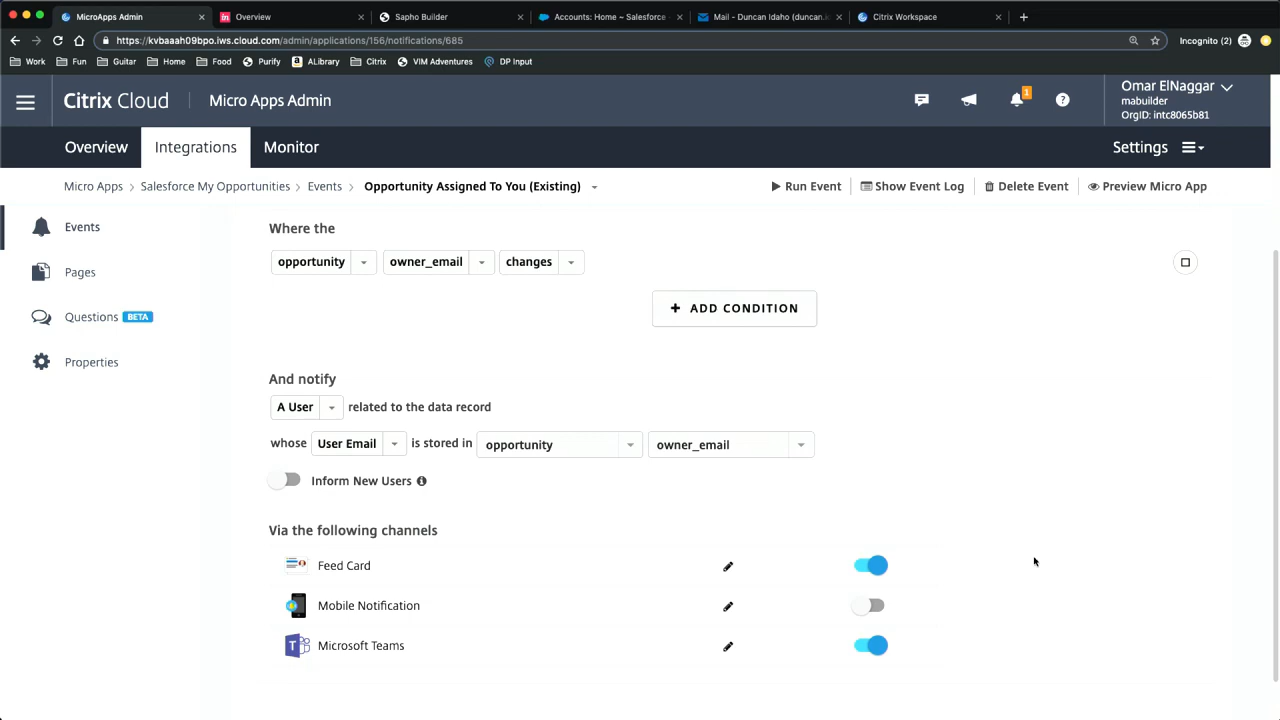 MicroApps Admin
Overview
Sapho Builder
Accounts: Home ~ Salesforce
Mail - Duncan Idaho (duncan.i
Citrix Workspace
https://kvbaaah09bpo.iws.cloud.com/admin/applications/156/notifications/685
Incognito (2)
Work Fun Guitar Home Food Purify ALibrary Citrix VIM Adventures DP Input
Citrix Cloud
Micro Apps Admin
1
Omar ElNaggar
mabuilder
OrgID: intc8065b81
Overview Integrations Monitor
Settings
Micro Apps > Salesforce My Opportunities > Events > Opportunity Assigned To You (Existing)
Run Event Show Event Log Delete Event Preview Micro App
Events
Pages
Questions BETA
Properties
Where the
opportunity owner_email changes
+ ADD CONDITION
And notify
A User related to the data record
whose User Email is stored in opportunity owner_email
Inform New Users
Via the following channels
Feed Card
Mobile Notification
Microsoft Teams